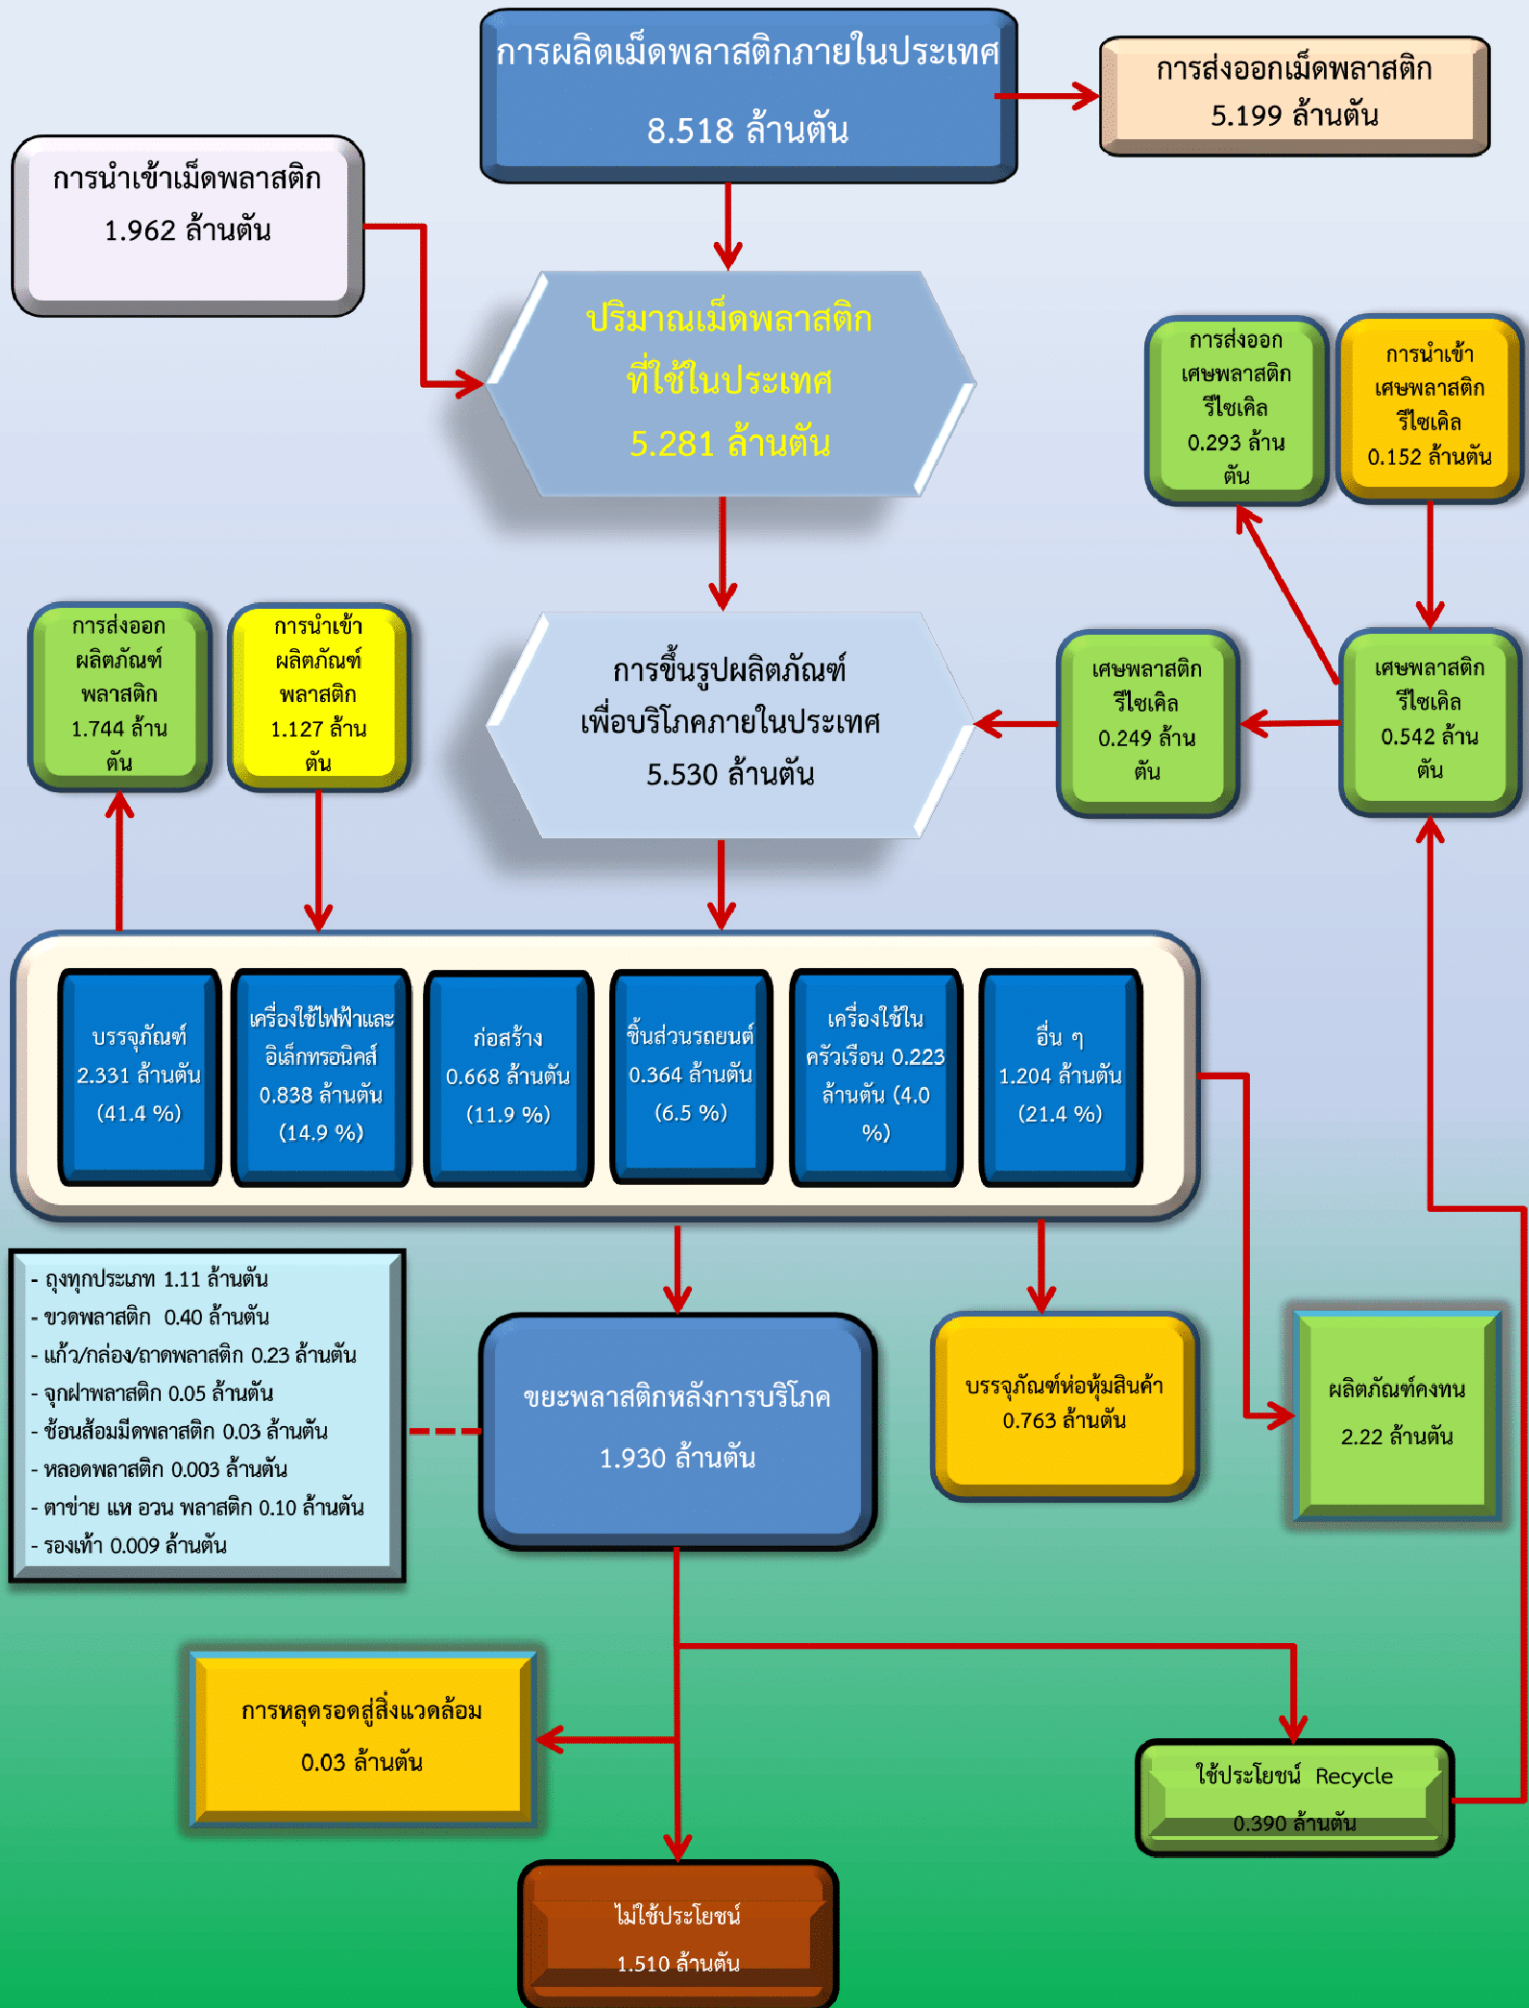 การผลิตเม็ดพลาสติกภายในประเทศ
8.518 ล้านตัน
การส่งออกเม็ดพลาสติก
5.199 ล้านตัน
การนำเข้าเม็ดพลาสติก
1.962 ล้านตัน
ปริมาณเม็ดพลาสติก
ที่ใช้ในประเทศ
5.281 ล้านตัน
การส่งออก
เศษพลาสติก
รีไซเคิล
0.293 ล้าน
ตัน
การนำเข้า
เศษพลาสติก
รีไซเคิล
0.152 ล้านตัน
การส่งออก
ผลิตภัณฑ์
พลาสติก
1.744 ล้าน
ตัน
การนำเข้า
ผลิตภัณฑ์
พลาสติก
1.127 ล้าน
ตัน
การขึ้นรูปผลิตภัณฑ์
เพื่อบริโภคภายในประเทศ
5.530 ล้านตัน
เศษพลาสติก
รีไซเคิล
0.249 ล้าน
ตัน
เศษพลาสติก
รีไซเคิล
0.542 ล้าน
ตัน
บรรจุภัณฑ์
2.331 ล้านตัน
(41.4 %)
เครื่องใช้ไฟฟ้าและ
อิเล็กทรอนิคส์
0.838 ล้านตัน
(14.9 %)
ก่อสร้าง
0.668 ล้านตัน
(11.9 %)
ชิ้นส่วนรถยนต์
0.364 ล้านตัน
(6.5 %)
เครื่องใช้ใน
ครัวเรือน 0.223
ล้านตัน (4.0
%)
อื่น ๆ
1.204 ล้านตัน
(21.4 %)
- ถุงทุกประเภท 1.11 ล้านตัน
- ขวดพลาสติก 0.40 ล้านตัน
- แก้ว/กล่อง/ถาดพลาสติก 0.23 ล้านตัน
- จุกฝาพลาสติก 0.05 ล้านตัน
- ช้อนส้อมมีดพลาสติก 0.03 ล้านตัน
- หลอดพลาสติก 0.003 ล้านตัน
- ตาข่าย แห อวน พลาสติก 0.10 ล้านตัน
- รองเท้า 0.009 ล้านตัน
ขยะพลาสติกหลังการบริโภค
1.930 ล้านตัน
บรรจุภัณฑ์ห่อหุ้มสินค้า
0.763 ล้านตัน
ผลิตภัณฑ์คงทน
2.22 ล้านตัน
การหลุดรอดสู่สิ่งแวดล้อม
0.03 ล้านตัน
ใช้ประโยชน์ Recycle
0.390 ล้านตัน
ไม่ใช้ประโยชน์
1.510 ล้านตัน